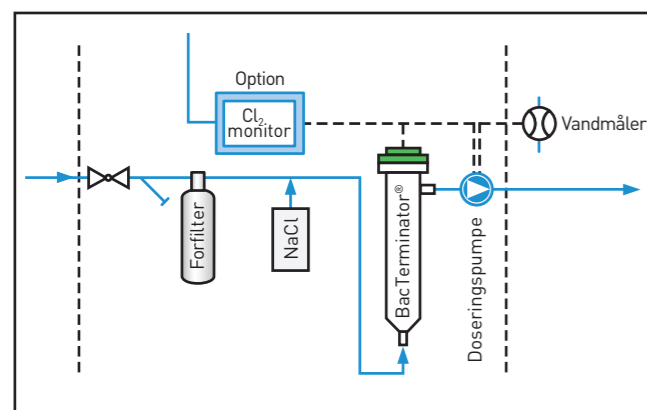 Option
Cl₂.
monitor
Vandmåler
Forfilter
NaCl
BacTerminator®
Doseringspumpe